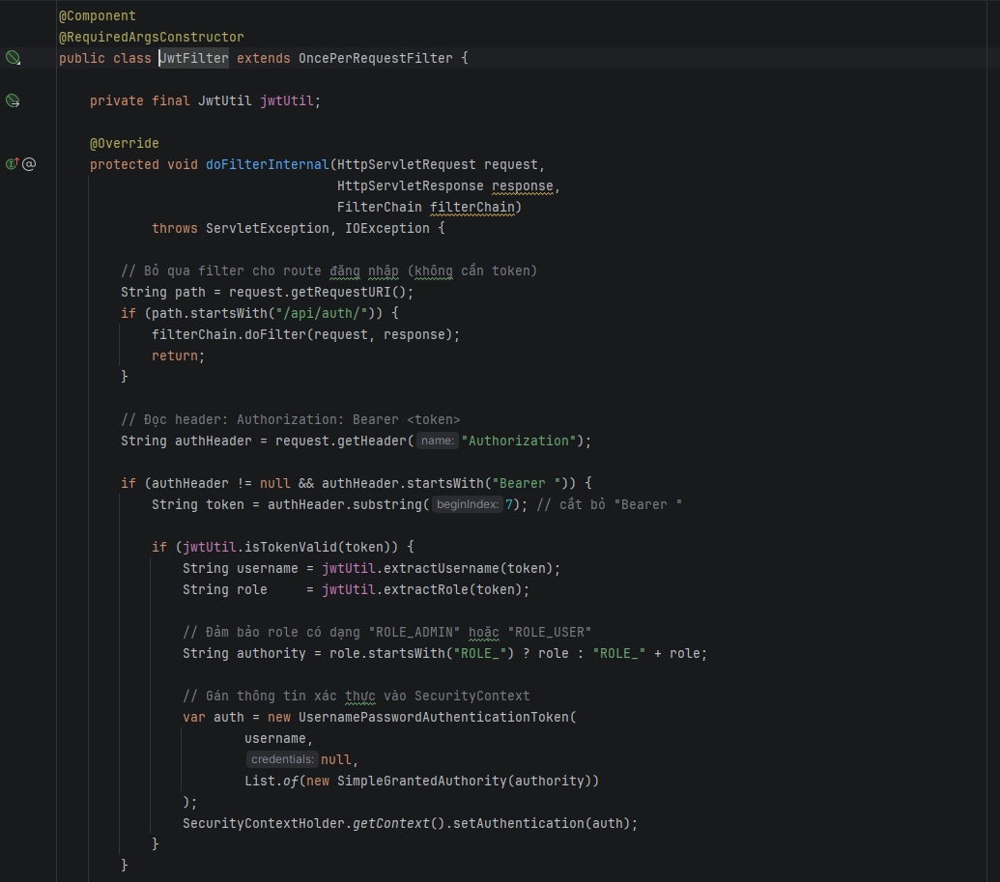 @Component
@RequiredArgsConstructor
public class JwtFilter extends OncePerRequestFilter {
private final JwtUtil jwtUtil;
@Override
protected void doFilterInternal(HttpServletRequest request,
HttpServletResponse response,
FilterChain filterChain)
throws ServletException, IOException {
// Bỏ qua filter cho route đăng nhập (không cần token)
String path = request.getRequestURI();
if (path.startsWith("/api/auth/")) {
filterChain.doFilter(request, response);
return;
}
// Đọc header: Authorization: Bearer <token>
String authHeader = request.getHeader( name: "Authorization");
if (authHeader != null && authHeader.startsWith("Bearer ")) {
String token = authHeader.substring( beginIndex: 7); // cắt bỏ "Bearer "
if (jwtUtil.isTokenValid(token)) {
String username = jwtUtil.extractUsername(token);
String role     = jwtUtil.extractRole(token);
// Đảm bảo role có dạng "ROLE_ADMIN" hoặc "ROLE_USER"
String authority = role.startsWith("ROLE_") ? role : "ROLE_" + role;
// Gán thông tin xác thực vào SecurityContext
var auth = new UsernamePasswordAuthenticationToken(
username,
credentials: null,
List.of(new SimpleGrantedAuthority(authority))
);
SecurityContextHolder.getContext().setAuthentication(auth);
}
}